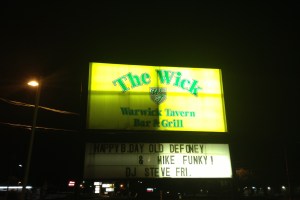 The Wick
Warwick Tavern
Bar & Grill
HAPPY B.DAY OLD DEFONEY
& MIKE FUNKY!
DJ STEVE FRI.